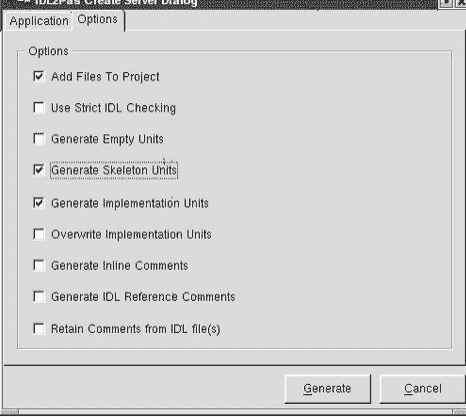 IDL2Pas Create Server Dialog
Application Options
Options
Add Files To Project
Use Strict IDL Checking
Generate Empty Units
Generate Skeleton Units
Generate Implementation Units
Overwrite Implementation Units
Generate Inline Comments
Generate IDL Reference Comments
Retain Comments from IDL file(s)
Generate Cancel